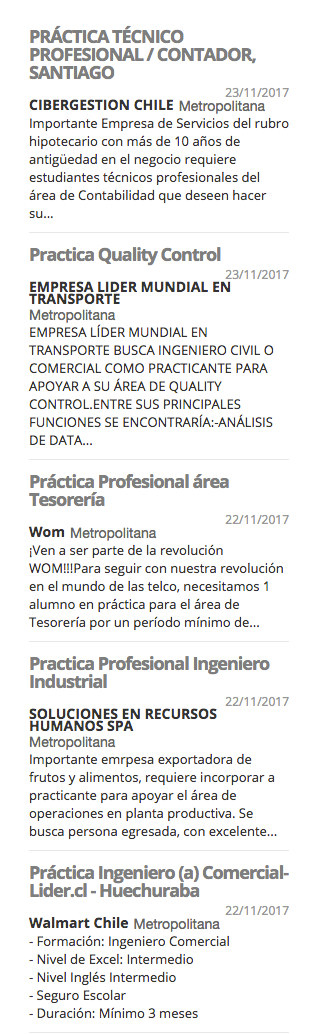 PRÁCTICA TÉCNICO
PROFESIONAL / CONTADOR,
SANTIAGO
23/11/2017
CIBERGESTION CHILE Metropolitana
Importante Empresa de Servicios del rubro
hipotecario con más de 10 años de
antigüedad en el negocio requiere
estudiantes técnicos profesionales del
área de Contabilidad que deseen hacer
su...
Practica Quality Control
23/11/2017
EMPRESA LIDER MUNDIAL EN
TRANSPORTE
Metropolitana
EMPRESA LÍDER MUNDIAL EN
TRANSPORTE BUSCA INGENIERO CIVIL O
COMERCIAL COMO PRACTICANTE PARA
APOYAR A SU ÁREA DE QUALITY
CONTROL.ENTRE SUS PRINCIPALES
FUNCIONES SE ENCONTRARÍA:-ANÁLISIS
DE DATA...
Práctica Profesional área
Tesorería
22/11/2017
Wom Metropolitana
¡Ven a ser parte de la revolución
WOM!!!Para seguir con nuestra revolución
en el mundo de las telco, necesitamos 1
alumno en práctica para el área de
Tesorería por un período mínimo de...
Practica Profesional Ingeniero
Industrial
22/11/2017
SOLUCIONES EN RECURSOS
HUMANOS SPA
Metropolitana
Importante emrpesa exportadora de
frutos y alimentos, requiere incorporar a
practicante para apoyar el área de
operaciones en planta productiva. Se
busca persona egresada, con excelente...
Práctica Ingeniero (a) Comercial-
Lider.cl - Huechuraba
22/11/2017
Walmart Chile Metropolitana
- Formación: Ingeniero Comercial
- Nivel de Excel: Intermedio
- Nivel Inglés Intermedio
- Seguro Escolar
- Duración: Mínimo 3 meses